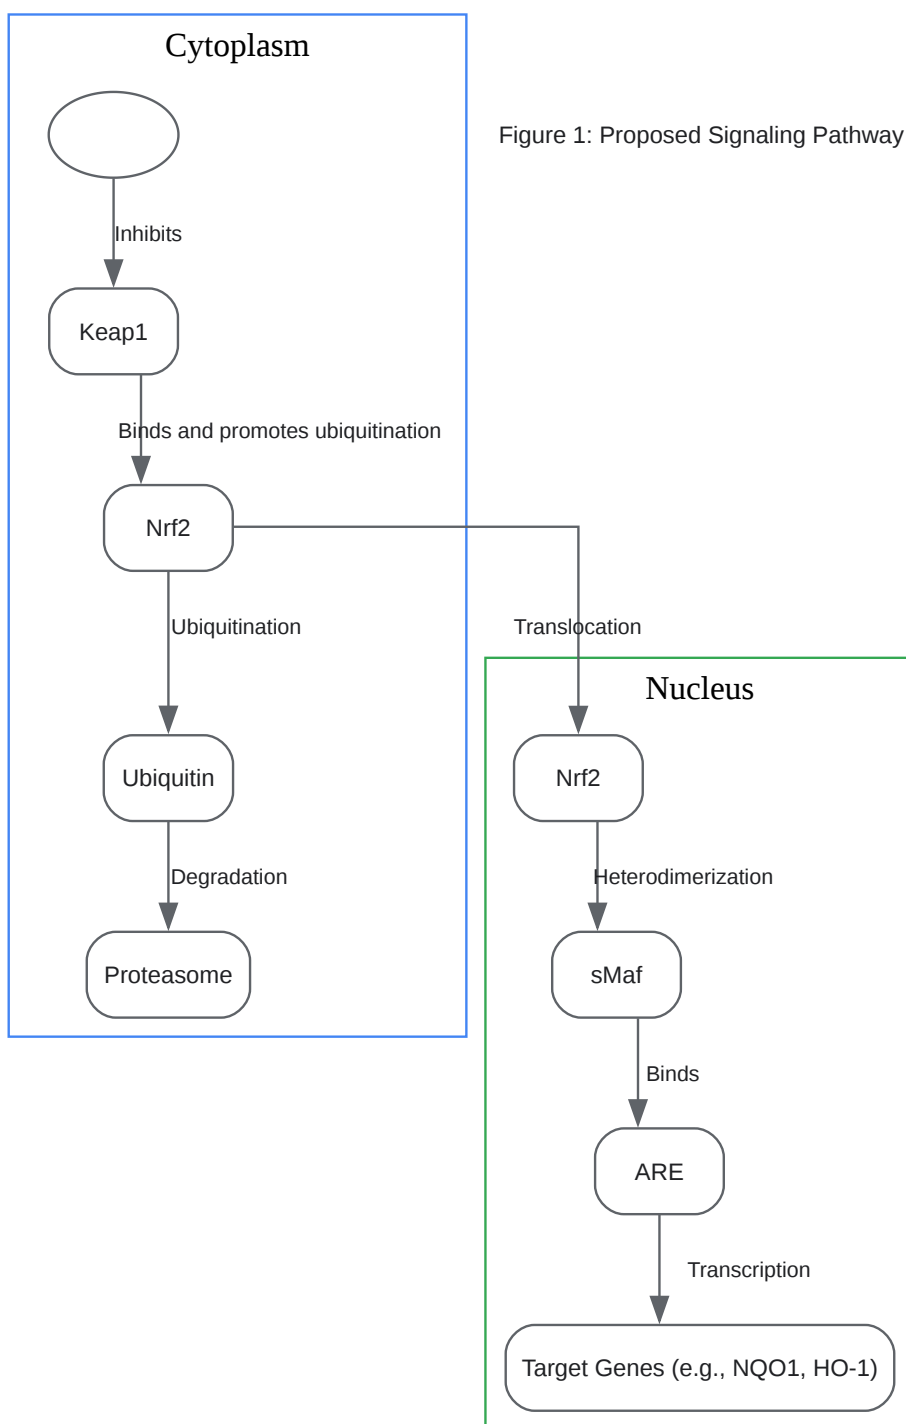 Cytoplasm
Figure 1: Proposed Signaling Pathway
Inhibits
Keap1
Binds and promotes ubiquitination
Nrf2
Ubiquitination
Translocation
Nucleus
Ubiquitin
Nrf2
Degradation
Heterodimerization
Proteasome
sMaf
Binds
ARE
Transcription
Target Genes (e.g., NQO1, HO-1)